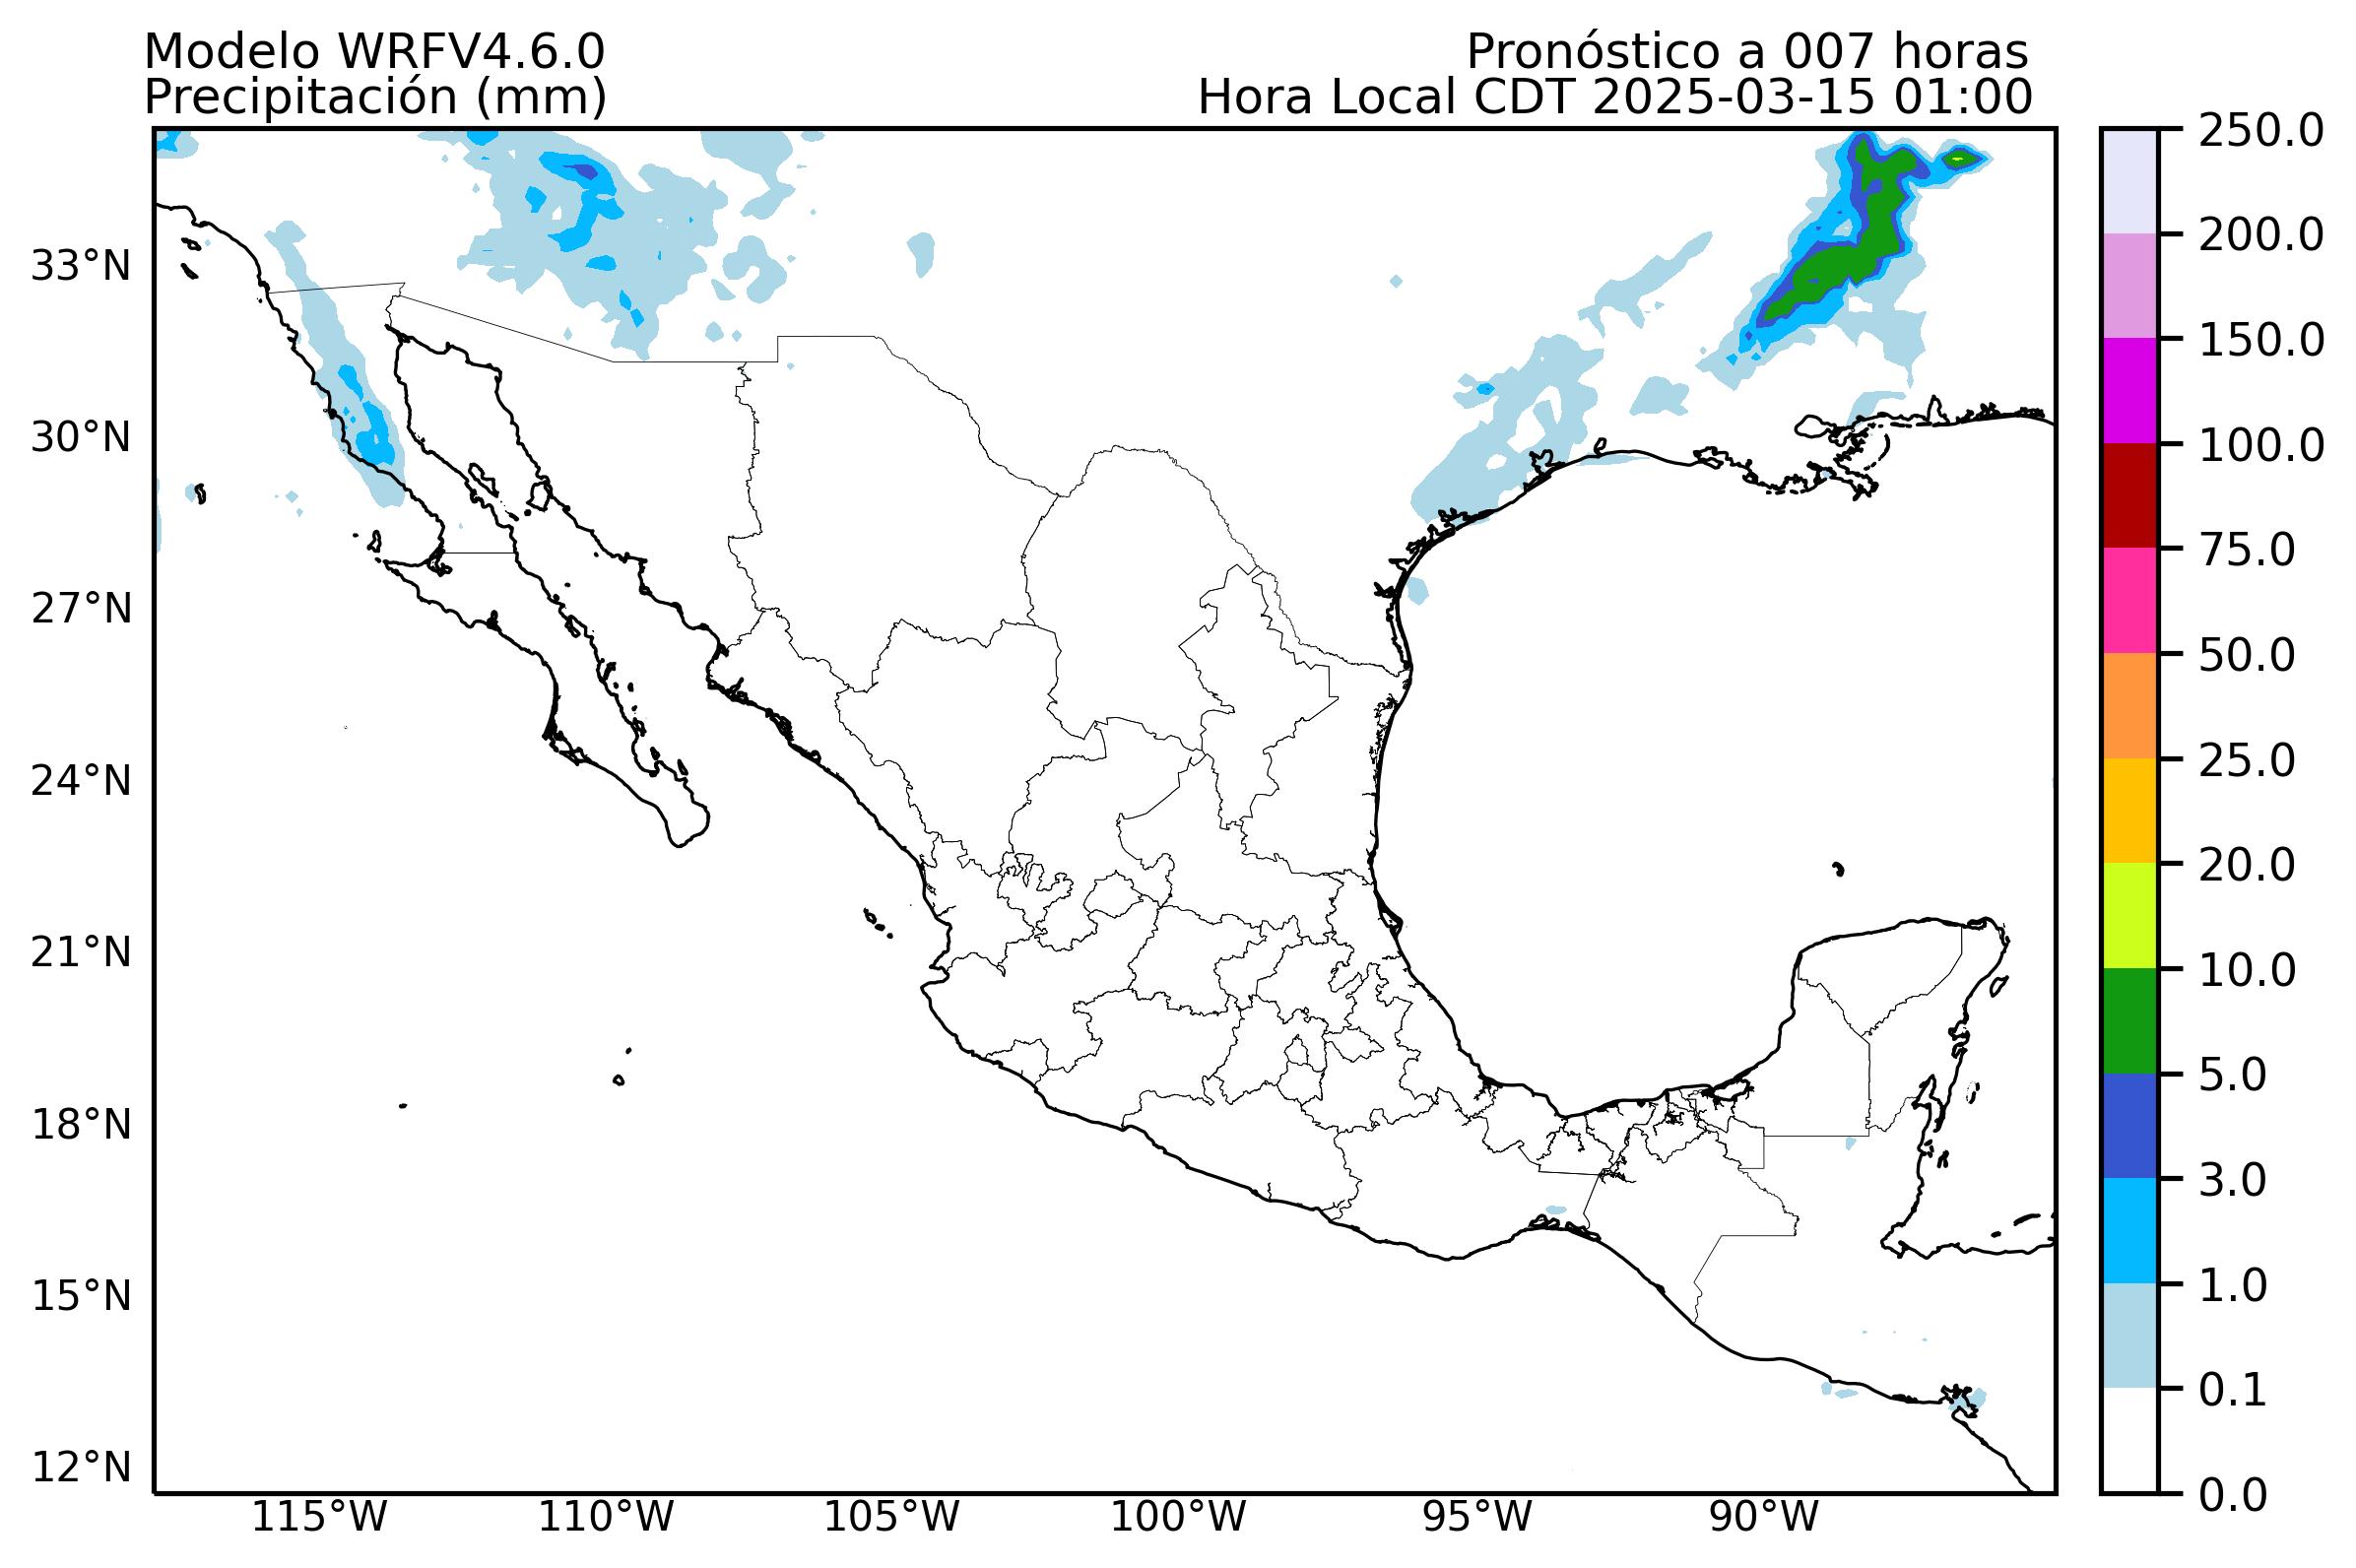 Modelo WRFV4.6.0
Precipitación (mm)
Pronóstico a 007 horas
Hora Local CDT 2025-03-15 01:00
33°N
30°N
27°N
24°N
21°N
18°N
15°N
12°N
115°W
110°W
105°W
100°W
95°W
90°W
250.0
200.0
150.0
100.0
75.0
50.0
25.0
20.0
10.0
5.0
3.0
1.0
0.1
0.0